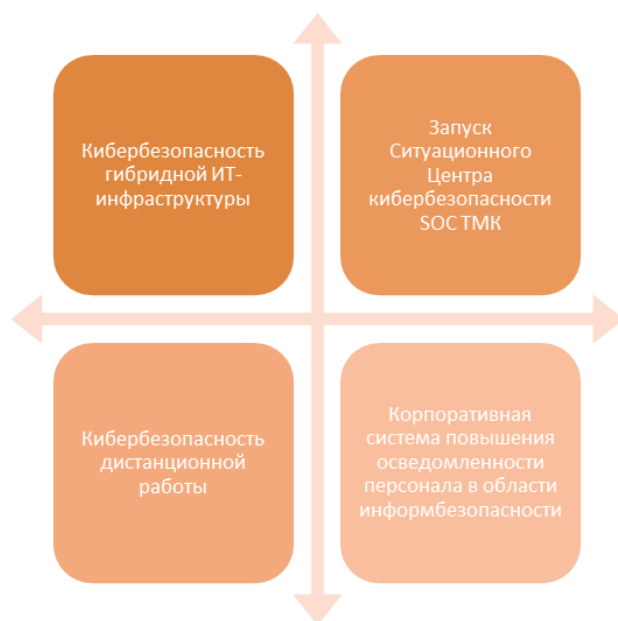 Кибербезопасность
гибридной ИТ-
инфраструктуры
Запуск
Ситуационного
Центра
кибербезопасности
SOC ТМК
Кибербезопасность
дистанционной
работы
Корпоративная
система повышения
осведомленности
персонала в области
информбезопасности